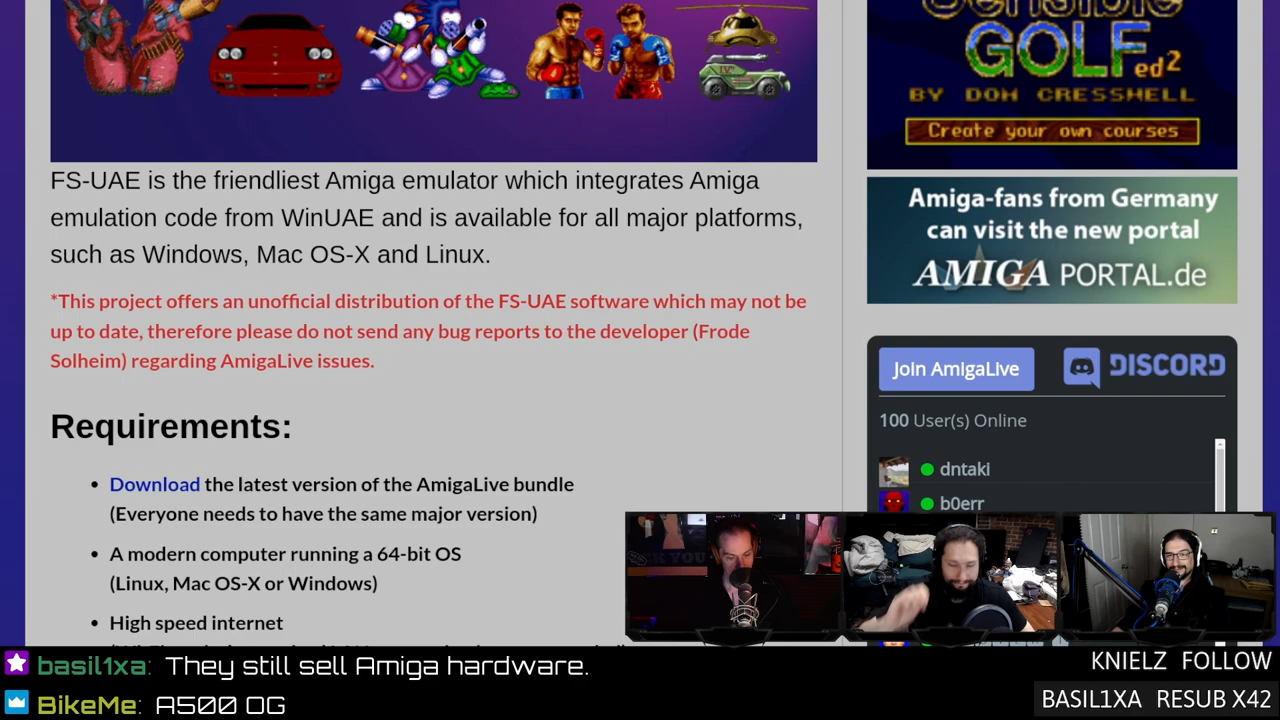 Sensible
GOLF ed2
BY DOM CRESSWELL
Create your own courses
FS-UAE is the friendliest Amiga emulator which integrates Amiga
emulation code from WinUAE and is available for all major platforms,
such as Windows, Mac OS-X and Linux.
*This project offers an unofficial distribution of the FS-UAE software which may not be
up to date, therefore please do not send any bug reports to the developer (Frode
Solheim) regarding AmigaLive issues.
Requirements:
• Download the latest version of the AmigaLive bundle
(Everyone needs to have the same major version)
• A modern computer running a 64-bit OS
(Linux, Mac OS-X or Windows)
• High speed internet
Amiga-fans from Germany
can visit the new portal
AMIGA PORTAL.de
Join AmigaLive
DISCORD
100 User(s) Online
dntaki
b0err
basil1xa: They still sell Amiga hardware.
BikeMe: A500 OG
KNIELZ FOLLOW
BASIL1XA RESUB X42